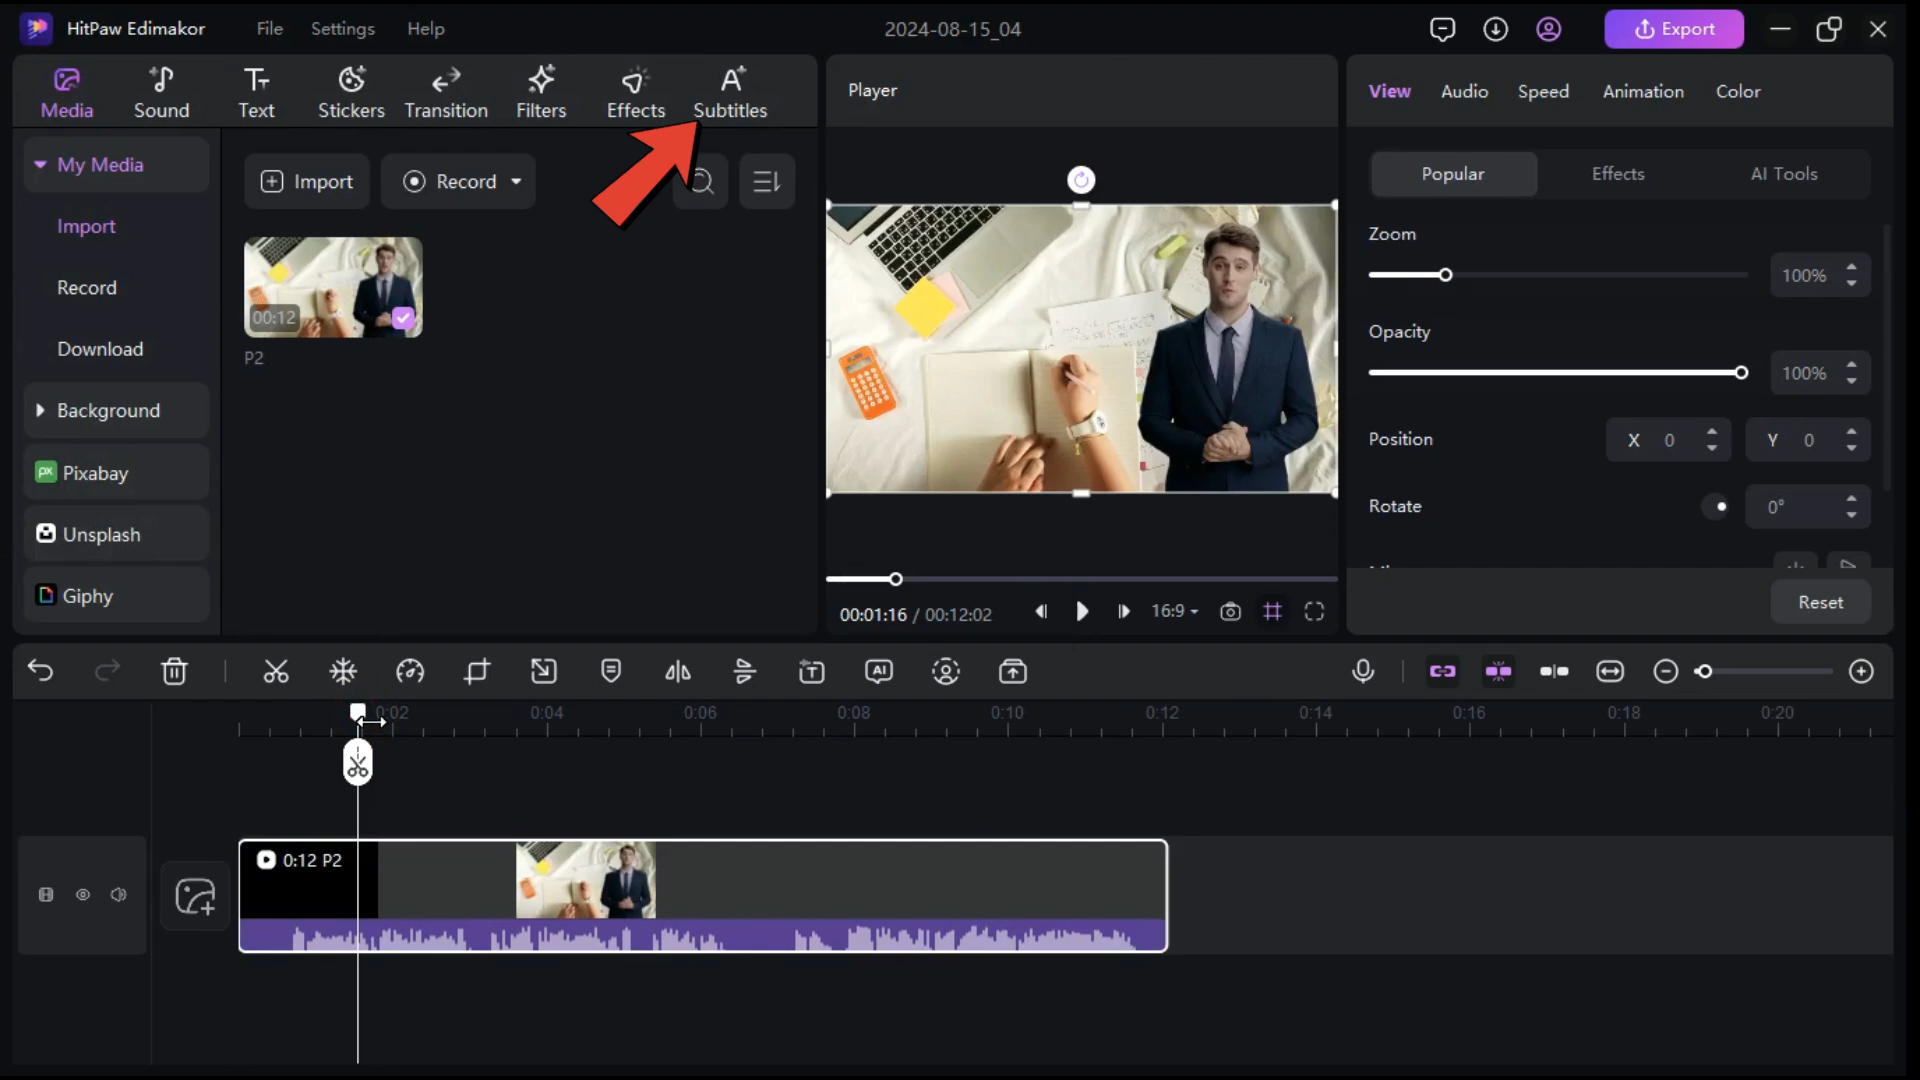 HitPaw Edimakor
File
Settings
Help
2024-08-15_04
Export
Media
Sound
Text
Stickers
Transition
Filters
Effects
Subtitles
My Media
Import
Record
Download
Background
Pixabay
Unsplash
Giphy
Import
Record
00:12
P2
Player
00:01:16 / 00:12:02
16:9
View
Audio
Speed
Animation
Color
Popular
Effects
AI Tools
Zoom
100%
Opacity
100%
Position
X 0
Y 0
Rotate
0°
Reset
0:02
0:04
0:06
0:08
0:10
0:12
0:14
0:16
0:18
0:20
0:12 P2